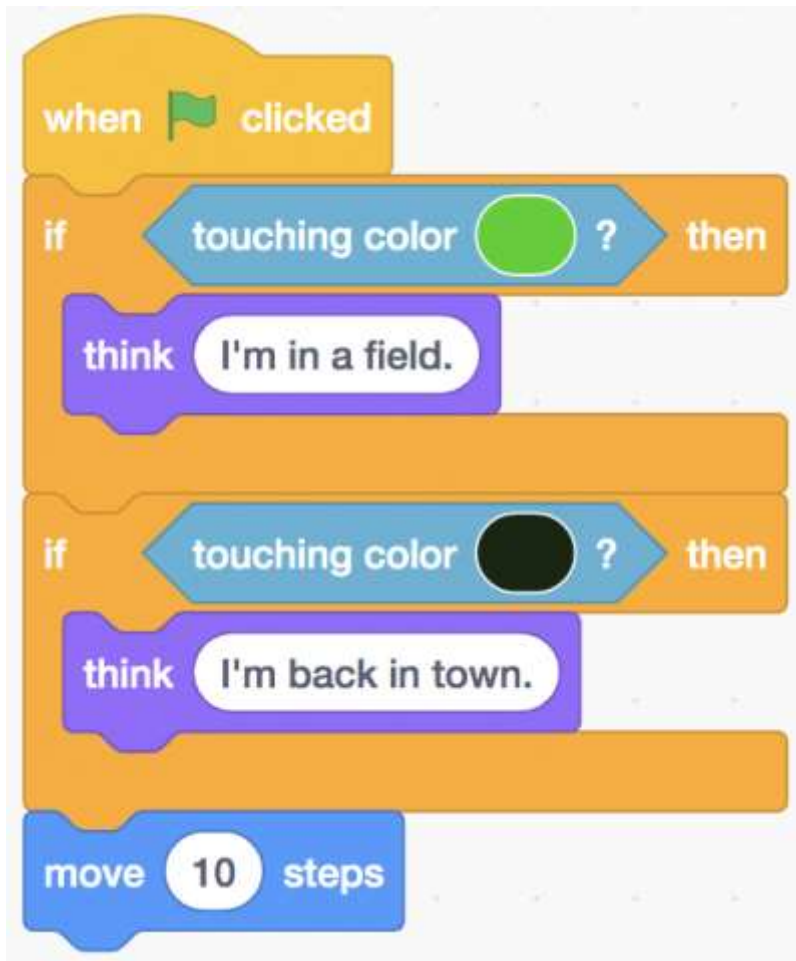 when clicked
if touching color ? then
think I'm in a field.
if touching color ? then
think I'm back in town.
move 10 steps